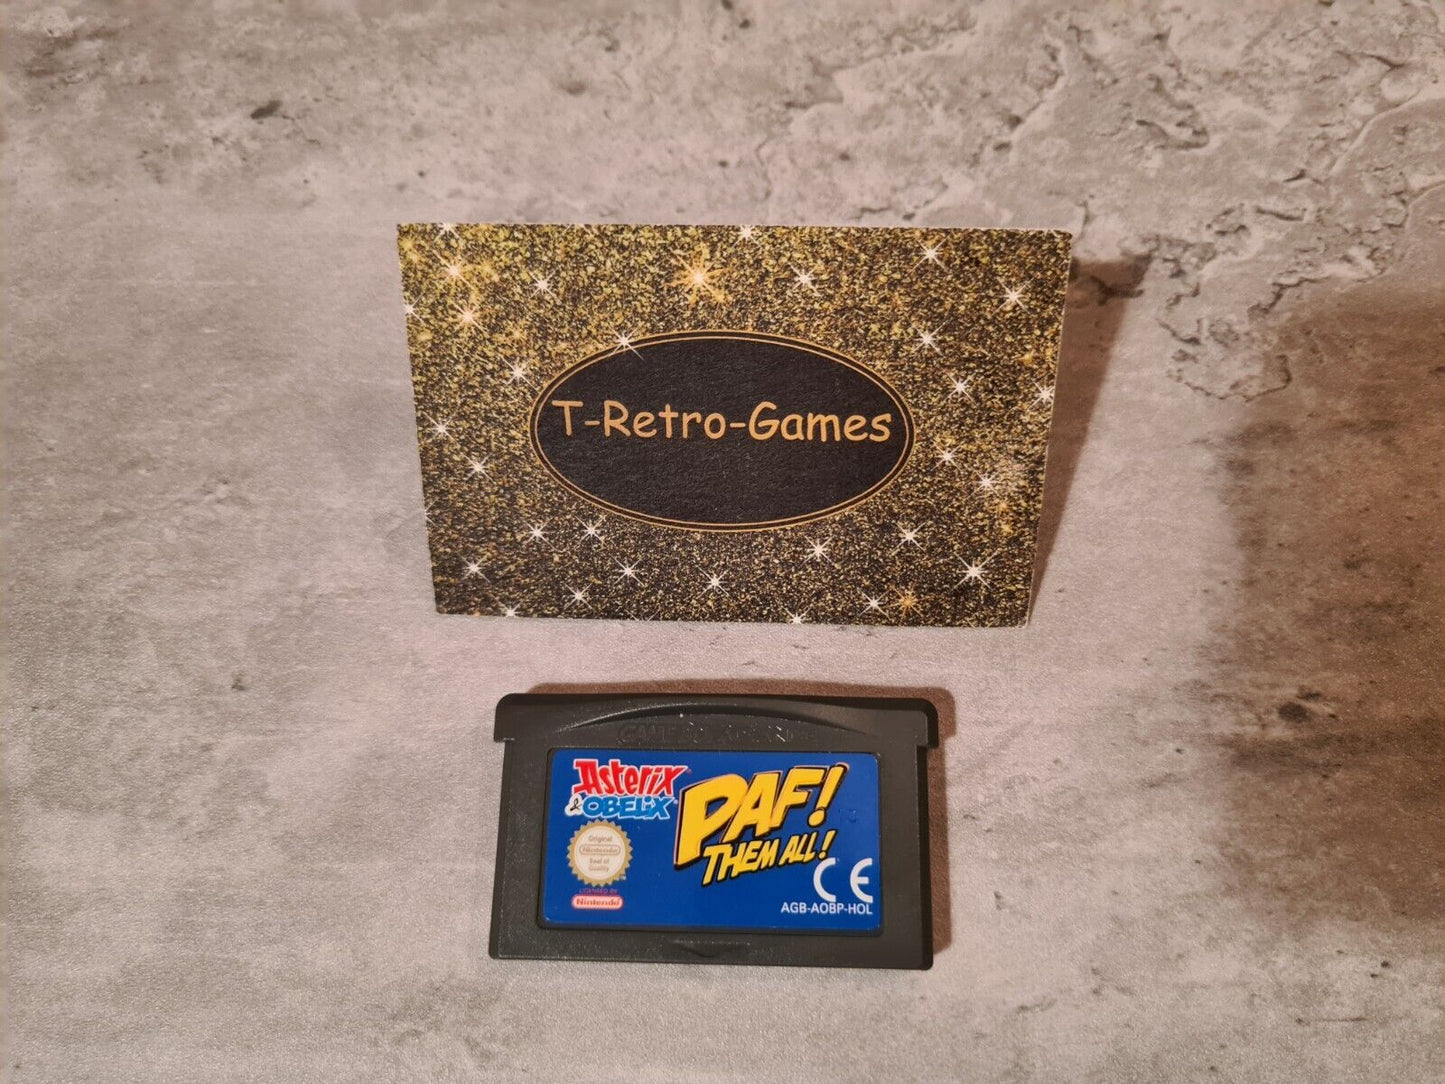 T-Retro-Games
GAME BOY ADVANCE
Asterix
& OBELIX
PAF!
THEM ALL!
Original
Nintendo
Seal of
Quality
LICENSED BY
Nintendo
CE
AGB-AOBP-HOL